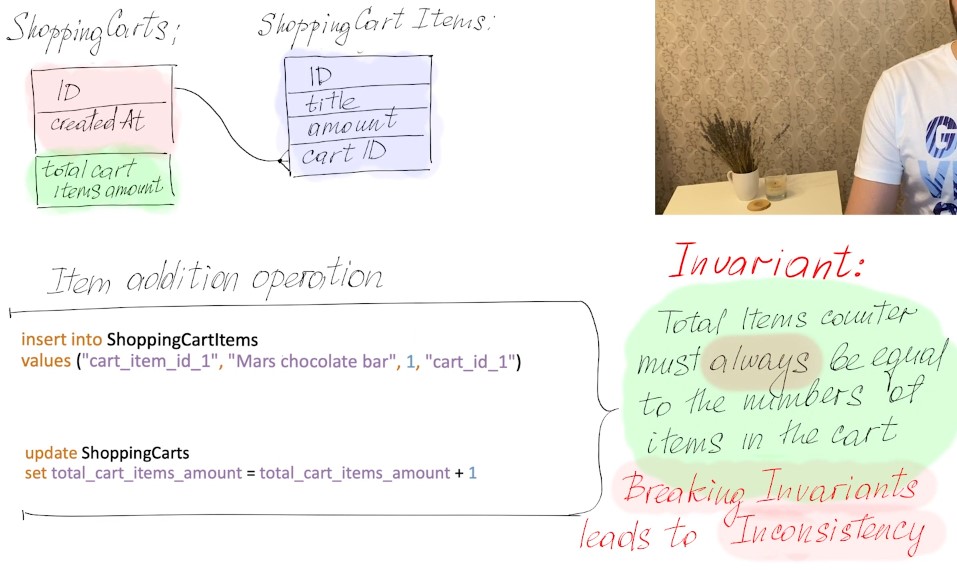 ShoppingCarts;
ShoppingCart Items:
ID
created At
total cart
items amount
ID
title
amount
cart ID
Item addition operation
insert into ShoppingCartItems
values ("cart_item_id_1", "Mars chocolate bar", 1, "cart_id_1")
update ShoppingCarts
set total_cart_items_amount = total_cart_items_amount + 1
Invariant:
Total Items counter
must always be equal
to the numbers of
items in the cart
Breaking Invariants
leads to Inconsistency